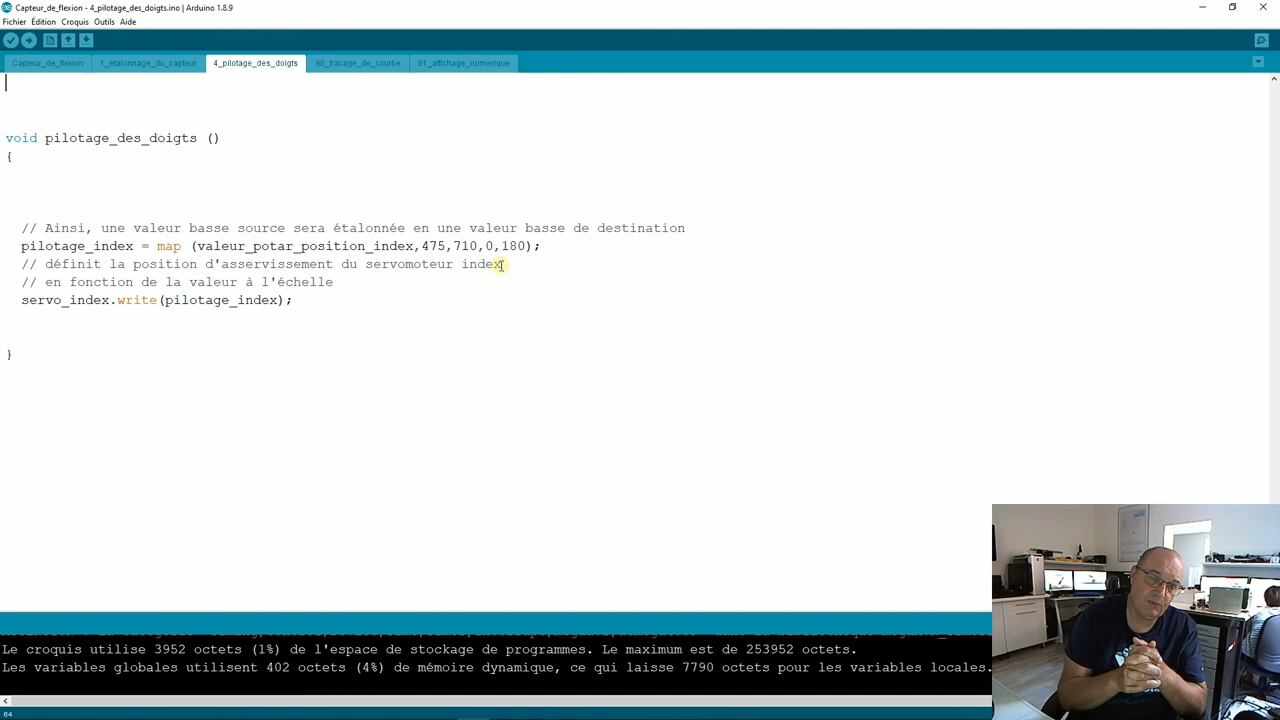 Capteur_de_flexion - 4_pilotage_des_doigts.ino | Arduino 1.8.9
Fichier Édition Croquis Outils Aide
Capteur_de_flexion 1_etalonnage_du_capteur 4_pilotage_des_doigts 90_tracage_de_courbe 91_affichage_numerique
void pilotage_des_doigts ()
{
// Ainsi, une valeur basse source sera étalonnée en une valeur basse de destination
pilotage_index = map (valeur_potar_position_index,475,710,0,180);
// définit la position d'asservissement du servomoteur index
// en fonction de la valeur à l'échelle
servo_index.write(pilotage_index);
}
Le croquis utilise 3952 octets (1%) de l'espace de stockage de programmes. Le maximum est de 253952 octets.
Les variables globales utilisent 402 octets (4%) de mémoire dynamique, ce qui laisse 7790 octets pour les variables locales.
64